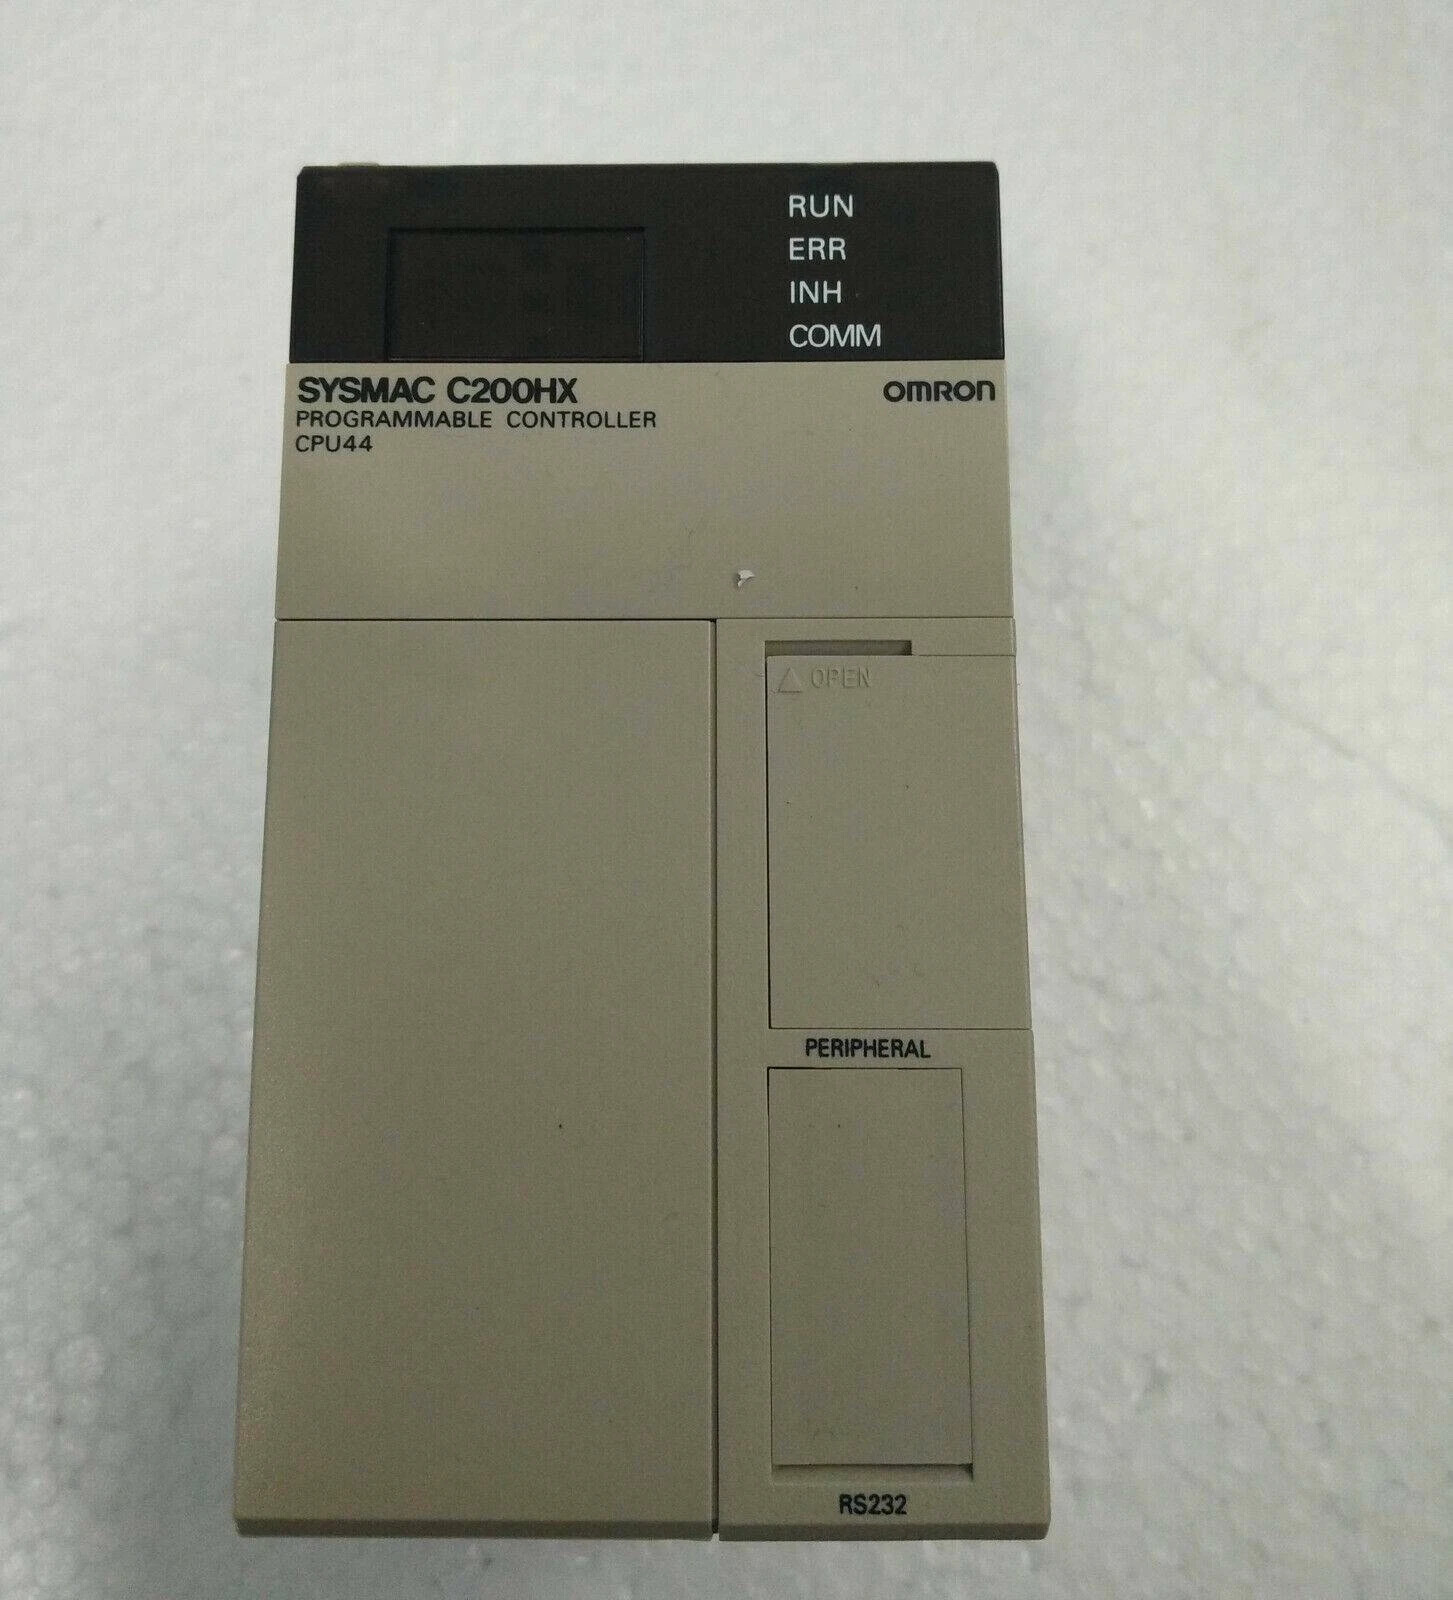 RUN
ERR
INH
COMM
SYSMAC C200HX
OMRON
PROGRAMMABLE CONTROLLER
CPU44
△ OPEN
PERIPHERAL
RS232